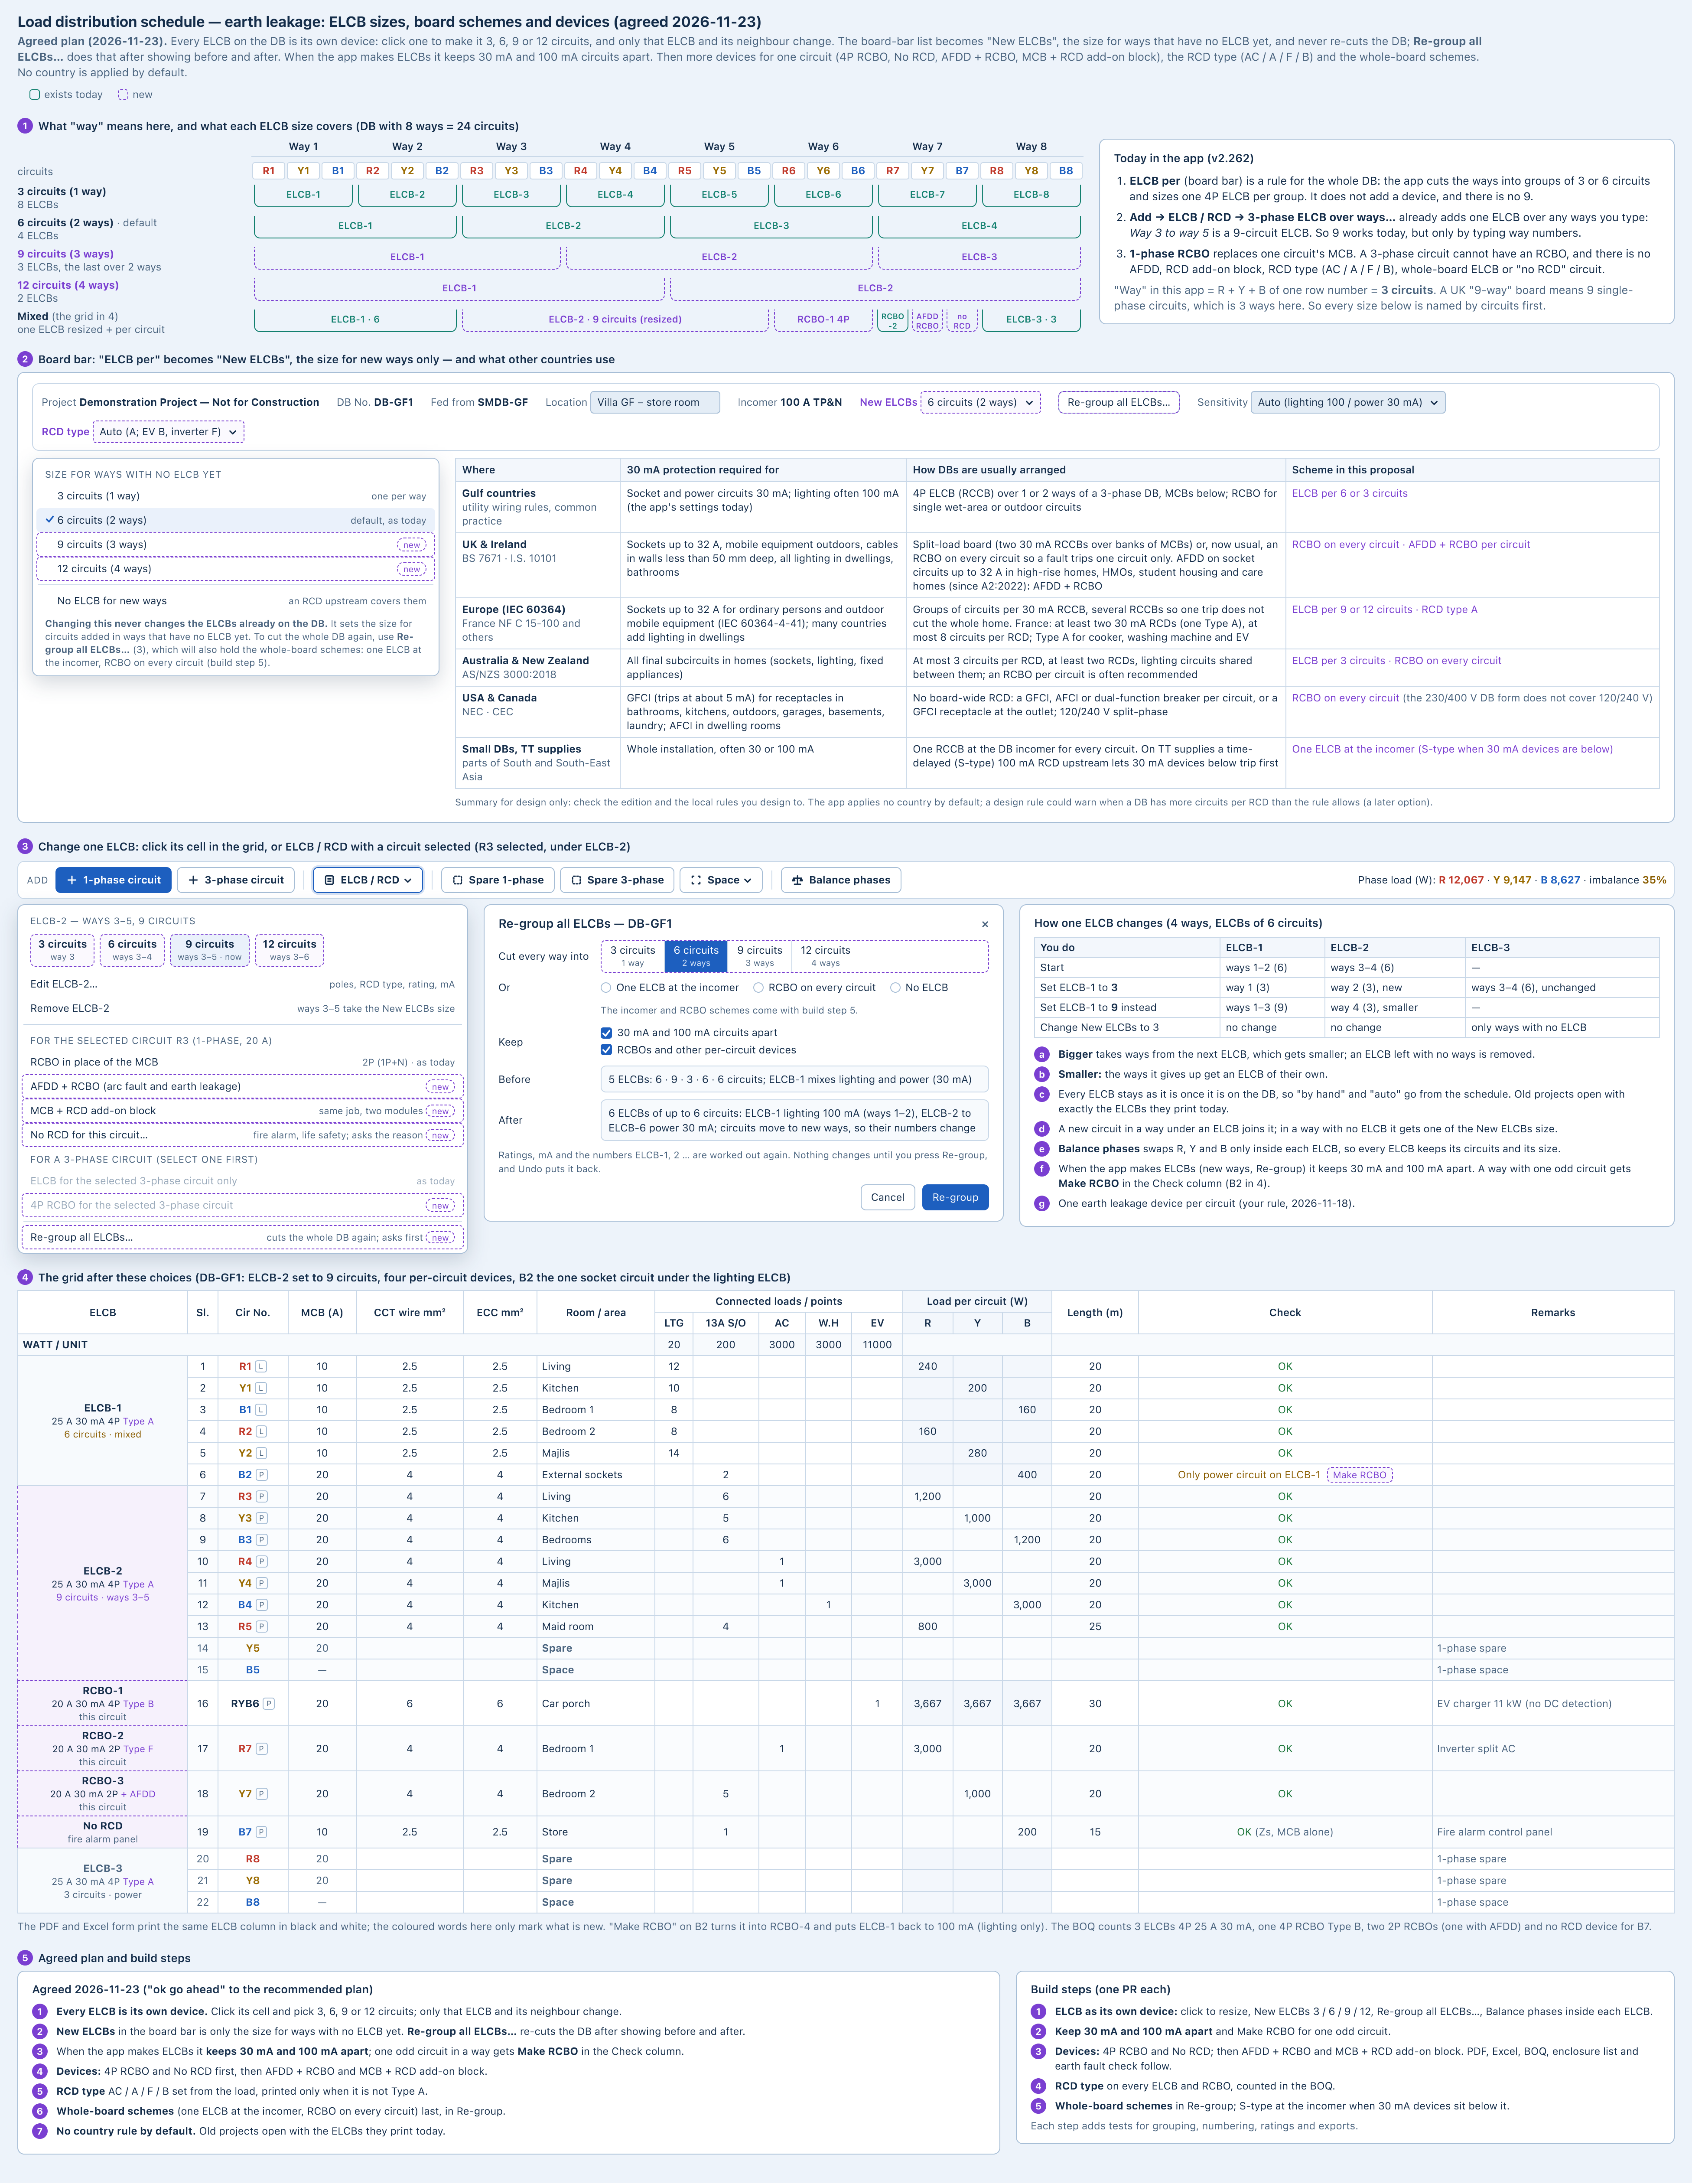 Load distribution schedule — earth leakage: ELCB sizes, board schemes and devices (agreed 2026-11-23)
Agreed plan (2026-11-23). Every ELCB on the DB is its own device: click one to make it 3, 6, 9 or 12 circuits, and only that ELCB and its neighbour change. The board-bar list becomes "New ELCBs", the size for ways that have no ELCB yet, and never re-cuts the DB; Re-group all
ELCBs... does that after showing before and after. When the app makes ELCBs it keeps 30 mA and 100 mA circuits apart. Then more devices for one circuit (4P RCBO, No RCD, AFDD + RCBO, MCB + RCD add-on block), the RCD type (AC / A / F / B) and the whole-board schemes.
No country is applied by default.
exists today new
1 What "way" means here, and what each ELCB size covers (DB with 8 ways = 24 circuits)
Way 1 Way 2 Way 3 Way 4 Way 5 Way 6 Way 7 Way 8
circuits R1 Y1 B1 R2 Y2 B2 R3 Y3 B3 R4 Y4 B4 R5 Y5 B5 R6 Y6 B6 R7 Y7 B7 R8 Y8 B8
3 circuits (1 way)
8 ELCBs
ELCB-1 ELCB-2 ELCB-3 ELCB-4 ELCB-5 ELCB-6 ELCB-7 ELCB-8
6 circuits (2 ways) · default
4 ELCBs
ELCB-1 ELCB-2 ELCB-3 ELCB-4
9 circuits (3 ways)
3 ELCBs, the last over 2 ways
ELCB-1 ELCB-2 ELCB-3
12 circuits (4 ways)
2 ELCBs
ELCB-1 ELCB-2
Mixed (the grid in 4)
one ELCB resized + per circuit
ELCB-1 · 6 ELCB-2 · 9 circuits (resized) RCBO-1 4P RCBO -2 AFDD RCBO no RCD ELCB-3 · 3
Today in the app (v2.262)
1. ELCB per (board bar) is a rule for the whole DB: the app cuts the ways into groups of 3 or 6 circuits
and sizes one 4P ELCB per group. It does not add a device, and there is no 9.
2. Add → ELCB / RCD → 3-phase ELCB over ways... already adds one ELCB over any ways you type:
Way 3 to way 5 is a 9-circuit ELCB. So 9 works today, but only by typing way numbers.
3. 1-phase RCBO replaces one circuit's MCB. A 3-phase circuit cannot have an RCBO, and there is no
AFDD, RCD add-on block, RCD type (AC / A / F / B), whole-board ELCB or "no RCD" circuit.
"Way" in this app = R + Y + B of one row number = 3 circuits. A UK "9-way" board means 9 single-
phase circuits, which is 3 ways here. So every size below is named by circuits first.
2 Board bar: "ELCB per" becomes "New ELCBs", the size for new ways only — and what other countries use
Project Demonstration Project — Not for Construction DB No. DB-GF1 Fed from SMDB-GF Location Villa GF – store room Incomer 100 A TP&N New ELCBs 6 circuits (2 ways) Re-group all ELCBs... Sensitivity Auto (lighting 100 / power 30 mA)
RCD type Auto (A; EV B, inverter F)
SIZE FOR WAYS WITH NO ELCB YET
3 circuits (1 way) one per way
6 circuits (2 ways) default, as today
9 circuits (3 ways) new
12 circuits (4 ways) new
No ELCB for new ways an RCD upstream covers them
Changing this never changes the ELCBs already on the DB. It sets the size for
circuits added in ways that have no ELCB yet. To cut the whole DB again, use Re-
group all ELCBs... (3), which will also hold the whole-board schemes: one ELCB at
the incomer, RCBO on every circuit (build step 5).
Where 30 mA protection required for How DBs are usually arranged Scheme in this proposal
Gulf countries
utility wiring rules, common
practice
Socket and power circuits 30 mA; lighting often 100 mA
(the app's settings today)
4P ELCB (RCCB) over 1 or 2 ways of a 3-phase DB, MCBs below; RCBO for
single wet-area or outdoor circuits
ELCB per 6 or 3 circuits
UK & Ireland
BS 7671 · I.S. 10101
Sockets up to 32 A, mobile equipment outdoors, cables
in walls less than 50 mm deep, all lighting in dwellings,
bathrooms
Split-load board (two 30 mA RCCBs over banks of MCBs) or, now usual, an
RCBO on every circuit so a fault trips one circuit only. AFDD on socket
circuits up to 32 A in high-rise homes, HMOs, student housing and care
homes (since A2:2022): AFDD + RCBO
RCBO on every circuit · AFDD + RCBO per circuit
Europe (IEC 60364)
France NF C 15-100 and
others
Sockets up to 32 A for ordinary persons and outdoor
mobile equipment (IEC 60364-4-41); many countries
add lighting in dwellings
Groups of circuits per 30 mA RCCB, several RCCBs so one trip does not
cut the whole home. France: at least two 30 mA RCDs (one Type A), at
most 8 circuits per RCD; Type A for cooker, washing machine and EV
ELCB per 9 or 12 circuits · RCD type A
Australia & New Zealand
AS/NZS 3000:2018
All final subcircuits in homes (sockets, lighting, fixed
appliances)
At most 3 circuits per RCD, at least two RCDs, lighting circuits shared
between them; an RCBO per circuit is often recommended
ELCB per 3 circuits · RCBO on every circuit
USA & Canada
NEC · CEC
GFCI (trips at about 5 mA) for receptacles in
bathrooms, kitchens, outdoors, garages, basements,
laundry; AFCI in dwelling rooms
No board-wide RCD: a GFCI, AFCI or dual-function breaker per circuit, or a
GFCI receptacle at the outlet; 120/240 V split-phase
RCBO on every circuit (the 230/400 V DB form does not cover 120/240 V)
Small DBs, TT supplies
parts of South and South-East
Asia
Whole installation, often 30 or 100 mA
One RCCB at the DB incomer for every circuit. On TT supplies a time-
delayed (S-type) 100 mA RCD upstream lets 30 mA devices below trip first
One ELCB at the incomer (S-type when 30 mA devices are below)
Summary for design only: check the edition and the local rules you design to. The app applies no country by default; a design rule could warn when a DB has more circuits per RCD than the rule allows (a later option).
3 Change one ELCB: click its cell in the grid, or ELCB / RCD with a circuit selected (R3 selected, under ELCB-2)
ADD 1-phase circuit 3-phase circuit ELCB / RCD Spare 1-phase Spare 3-phase Space Balance phases Phase load (W): R 12,067 · Y 9,147 · B 8,627 · imbalance 35%
ELCB-2 — WAYS 3–5, 9 CIRCUITS
3 circuits 6 circuits 9 circuits 12 circuits
way 3 ways 3–4 ways 3–5 · now ways 3–6
Edit ELCB-2... poles, RCD type, rating, mA
Remove ELCB-2 ways 3–5 take the New ELCBs size
FOR THE SELECTED CIRCUIT R3 (1-PHASE, 20 A)
RCBO in place of the MCB 2P (1P+N) · as today
AFDD + RCBO (arc fault and earth leakage) new
MCB + RCD add-on block same job, two modules new
No RCD for this circuit... fire alarm, life safety; asks the reason new
FOR A 3-PHASE CIRCUIT (SELECT ONE FIRST)
ELCB for the selected 3-phase circuit only as today
4P RCBO for the selected 3-phase circuit new
Re-group all ELCBs... cuts the whole DB again; asks first new
Re-group all ELCBs — DB-GF1 ×
Cut every way into 3 circuits 6 circuits 9 circuits 12 circuits
1 way 2 ways 3 ways 4 ways
Or One ELCB at the incomer RCBO on every circuit No ELCB
The incomer and RCBO schemes come with build step 5.
Keep
30 mA and 100 mA circuits apart
RCBOs and other per-circuit devices
Before 5 ELCBs: 6 · 9 · 3 · 6 · 6 circuits; ELCB-1 mixes lighting and power (30 mA)
After
6 ELCBs of up to 6 circuits: ELCB-1 lighting 100 mA (ways 1–2), ELCB-2 to
ELCB-6 power 30 mA; circuits move to new ways, so their numbers change
Ratings, mA and the numbers ELCB-1, 2 ... are worked out again. Nothing changes until you press Re-group,
and Undo puts it back.
Cancel Re-group
How one ELCB changes (4 ways, ELCBs of 6 circuits)
You do ELCB-1 ELCB-2 ELCB-3
Start ways 1–2 (6) ways 3–4 (6) —
Set ELCB-1 to 3 way 1 (3) way 2 (3), new ways 3–4 (6), unchanged
Set ELCB-1 to 9 instead ways 1–3 (9) way 4 (3), smaller —
Change New ELCBs to 3 no change no change only ways with no ELCB
a Bigger takes ways from the next ELCB, which gets smaller; an ELCB left with no ways is removed.
b Smaller: the ways it gives up get an ELCB of their own.
c Every ELCB stays as it is once it is on the DB, so "by hand" and "auto" go from the schedule. Old projects open with
exactly the ELCBs they print today.
d A new circuit in a way under an ELCB joins it; in a way with no ELCB it gets one of the New ELCBs size.
e Balance phases swaps R, Y and B only inside each ELCB, so every ELCB keeps its circuits and its size.
f When the app makes ELCBs (new ways, Re-group) it keeps 30 mA and 100 mA apart. A way with one odd circuit gets
Make RCBO in the Check column (B2 in 4).
g One earth leakage device per circuit (your rule, 2026-11-18).
4 The grid after these choices (DB-GF1: ELCB-2 set to 9 circuits, four per-circuit devices, B2 the one socket circuit under the lighting ELCB)
ELCB Sl. Cir No. MCB (A) CCT wire mm² ECC mm² Room / area Connected loads / points Load per circuit (W) Length (m) Check Remarks
LTG 13A S/O AC W.H EV R Y B
WATT / UNIT 20 200 3000 3000 11000
ELCB-1
25 A 30 mA 4P Type A
6 circuits · mixed
1 R1 L 10 2.5 2.5 Living 12 240 20 OK
2 Y1 L 10 2.5 2.5 Kitchen 10 200 20 OK
3 B1 L 10 2.5 2.5 Bedroom 1 8 160 20 OK
4 R2 L 10 2.5 2.5 Bedroom 2 8 160 20 OK
5 Y2 L 10 2.5 2.5 Majlis 14 280 20 OK
6 B2 P 20 4 4 External sockets 2 400 20 Only power circuit on ELCB-1 Make RCBO
ELCB-2
25 A 30 mA 4P Type A
9 circuits · ways 3–5
7 R3 P 20 4 4 Living 6 1,200 20 OK
8 Y3 P 20 4 4 Kitchen 5 1,000 20 OK
9 B3 P 20 4 4 Bedrooms 6 1,200 20 OK
10 R4 P 20 4 4 Living 1 3,000 20 OK
11 Y4 P 20 4 4 Majlis 1 3,000 20 OK
12 B4 P 20 4 4 Kitchen 1 3,000 20 OK
13 R5 P 20 4 4 Maid room 4 800 25 OK
14 Y5 20 Spare 1-phase spare
15 B5 — Space 1-phase space
RCBO-1
20 A 30 mA 4P Type B
this circuit
16 RYB6 P 20 6 6 Car porch 1 3,667 3,667 3,667 30 OK EV charger 11 kW (no DC detection)
RCBO-2
20 A 30 mA 2P Type F
this circuit
17 R7 P 20 4 4 Bedroom 1 1 3,000 20 OK Inverter split AC
RCBO-3
20 A 30 mA 2P + AFDD
this circuit
18 Y7 P 20 4 4 Bedroom 2 5 1,000 20 OK
No RCD
fire alarm panel
19 B7 P 10 2.5 2.5 Store 1 200 15 OK (Zs, MCB alone) Fire alarm control panel
ELCB-3
25 A 30 mA 4P Type A
3 circuits · power
20 R8 20 Spare 1-phase spare
21 Y8 20 Spare 1-phase spare
22 B8 — Space 1-phase space
The PDF and Excel form print the same ELCB column in black and white; the coloured words here only mark what is new. "Make RCBO" on B2 turns it into RCBO-4 and puts ELCB-1 back to 100 mA (lighting only). The BOQ counts 3 ELCBs 4P 25 A 30 mA, one 4P RCBO Type B, two 2P RCBOs (one with AFDD) and no RCD device for B7.
5 Agreed plan and build steps
Agreed 2026-11-23 ("ok go ahead" to the recommended plan)
1 Every ELCB is its own device. Click its cell and pick 3, 6, 9 or 12 circuits; only that ELCB and its neighbour change.
2 New ELCBs in the board bar is only the size for ways with no ELCB yet. Re-group all ELCBs... re-cuts the DB after showing before and after.
3 When the app makes ELCBs it keeps 30 mA and 100 mA apart; one odd circuit in a way gets Make RCBO in the Check column.
4 Devices: 4P RCBO and No RCD first, then AFDD + RCBO and MCB + RCD add-on block.
5 RCD type AC / A / F / B set from the load, printed only when it is not Type A.
6 Whole-board schemes (one ELCB at the incomer, RCBO on every circuit) last, in Re-group.
7 No country rule by default. Old projects open with the ELCBs they print today.
Build steps (one PR each)
1 ELCB as its own device: click to resize, New ELCBs 3 / 6 / 9 / 12, Re-group all ELCBs..., Balance phases inside each ELCB.
2 Keep 30 mA and 100 mA apart and Make RCBO for one odd circuit.
3 Devices: 4P RCBO and No RCD; then AFDD + RCBO and MCB + RCD add-on block. PDF, Excel, BOQ, enclosure list and
earth fault check follow.
4 RCD type on every ELCB and RCBO, counted in the BOQ.
5 Whole-board schemes in Re-group; S-type at the incomer when 30 mA devices sit below it.
Each step adds tests for grouping, numbering, ratings and exports.